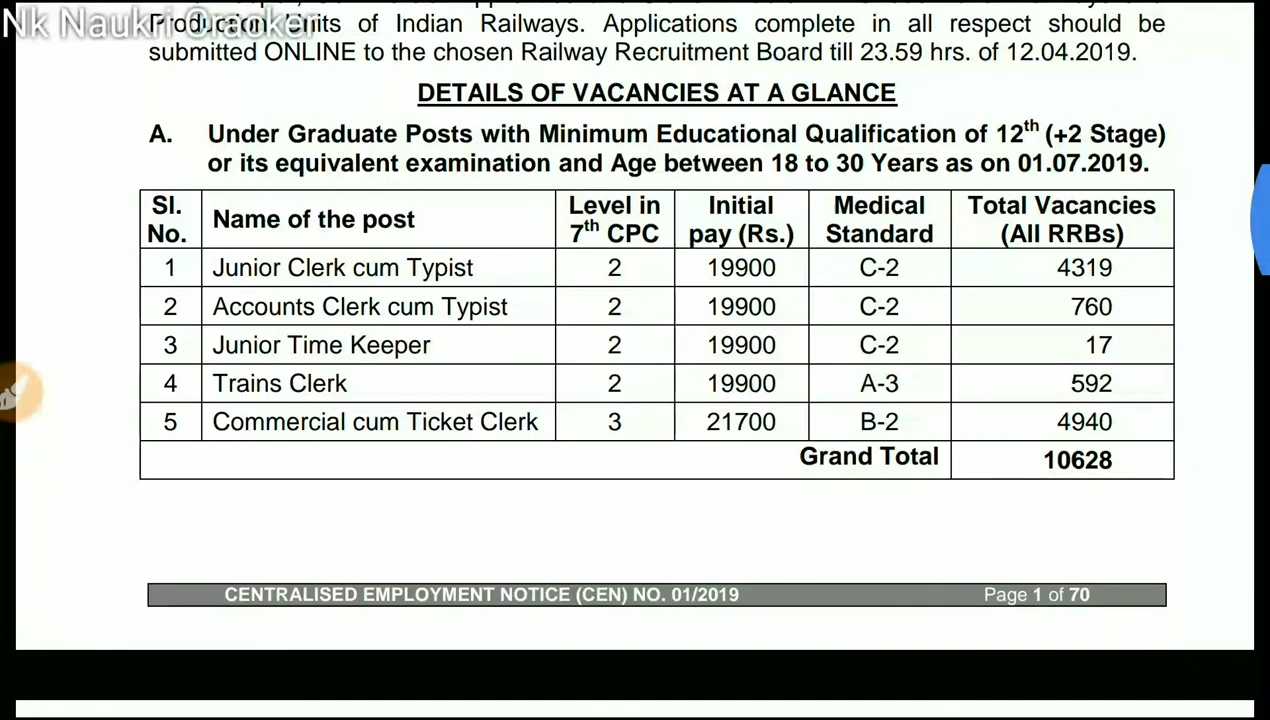 Nk Naukri Cracker
Production Units of Indian Railways. Applications complete in all respect should be
submitted ONLINE to the chosen Railway Recruitment Board till 23.59 hrs. of 12.04.2019.
DETAILS OF VACANCIES AT A GLANCE
A. Under Graduate Posts with Minimum Educational Qualification of 12th (+2 Stage)
or its equivalent examination and Age between 18 to 30 Years as on 01.07.2019.
Sl. No. Name of the post Level in 7th CPC Initial pay (Rs.) Medical Standard Total Vacancies (All RRBs)
1 Junior Clerk cum Typist 2 19900 C-2 4319
2 Accounts Clerk cum Typist 2 19900 C-2 760
3 Junior Time Keeper 2 19900 C-2 17
4 Trains Clerk 2 19900 A-3 592
5 Commercial cum Ticket Clerk 3 21700 B-2 4940
Grand Total 10628
CENTRALISED EMPLOYMENT NOTICE (CEN) NO. 01/2019 Page 1 of 70